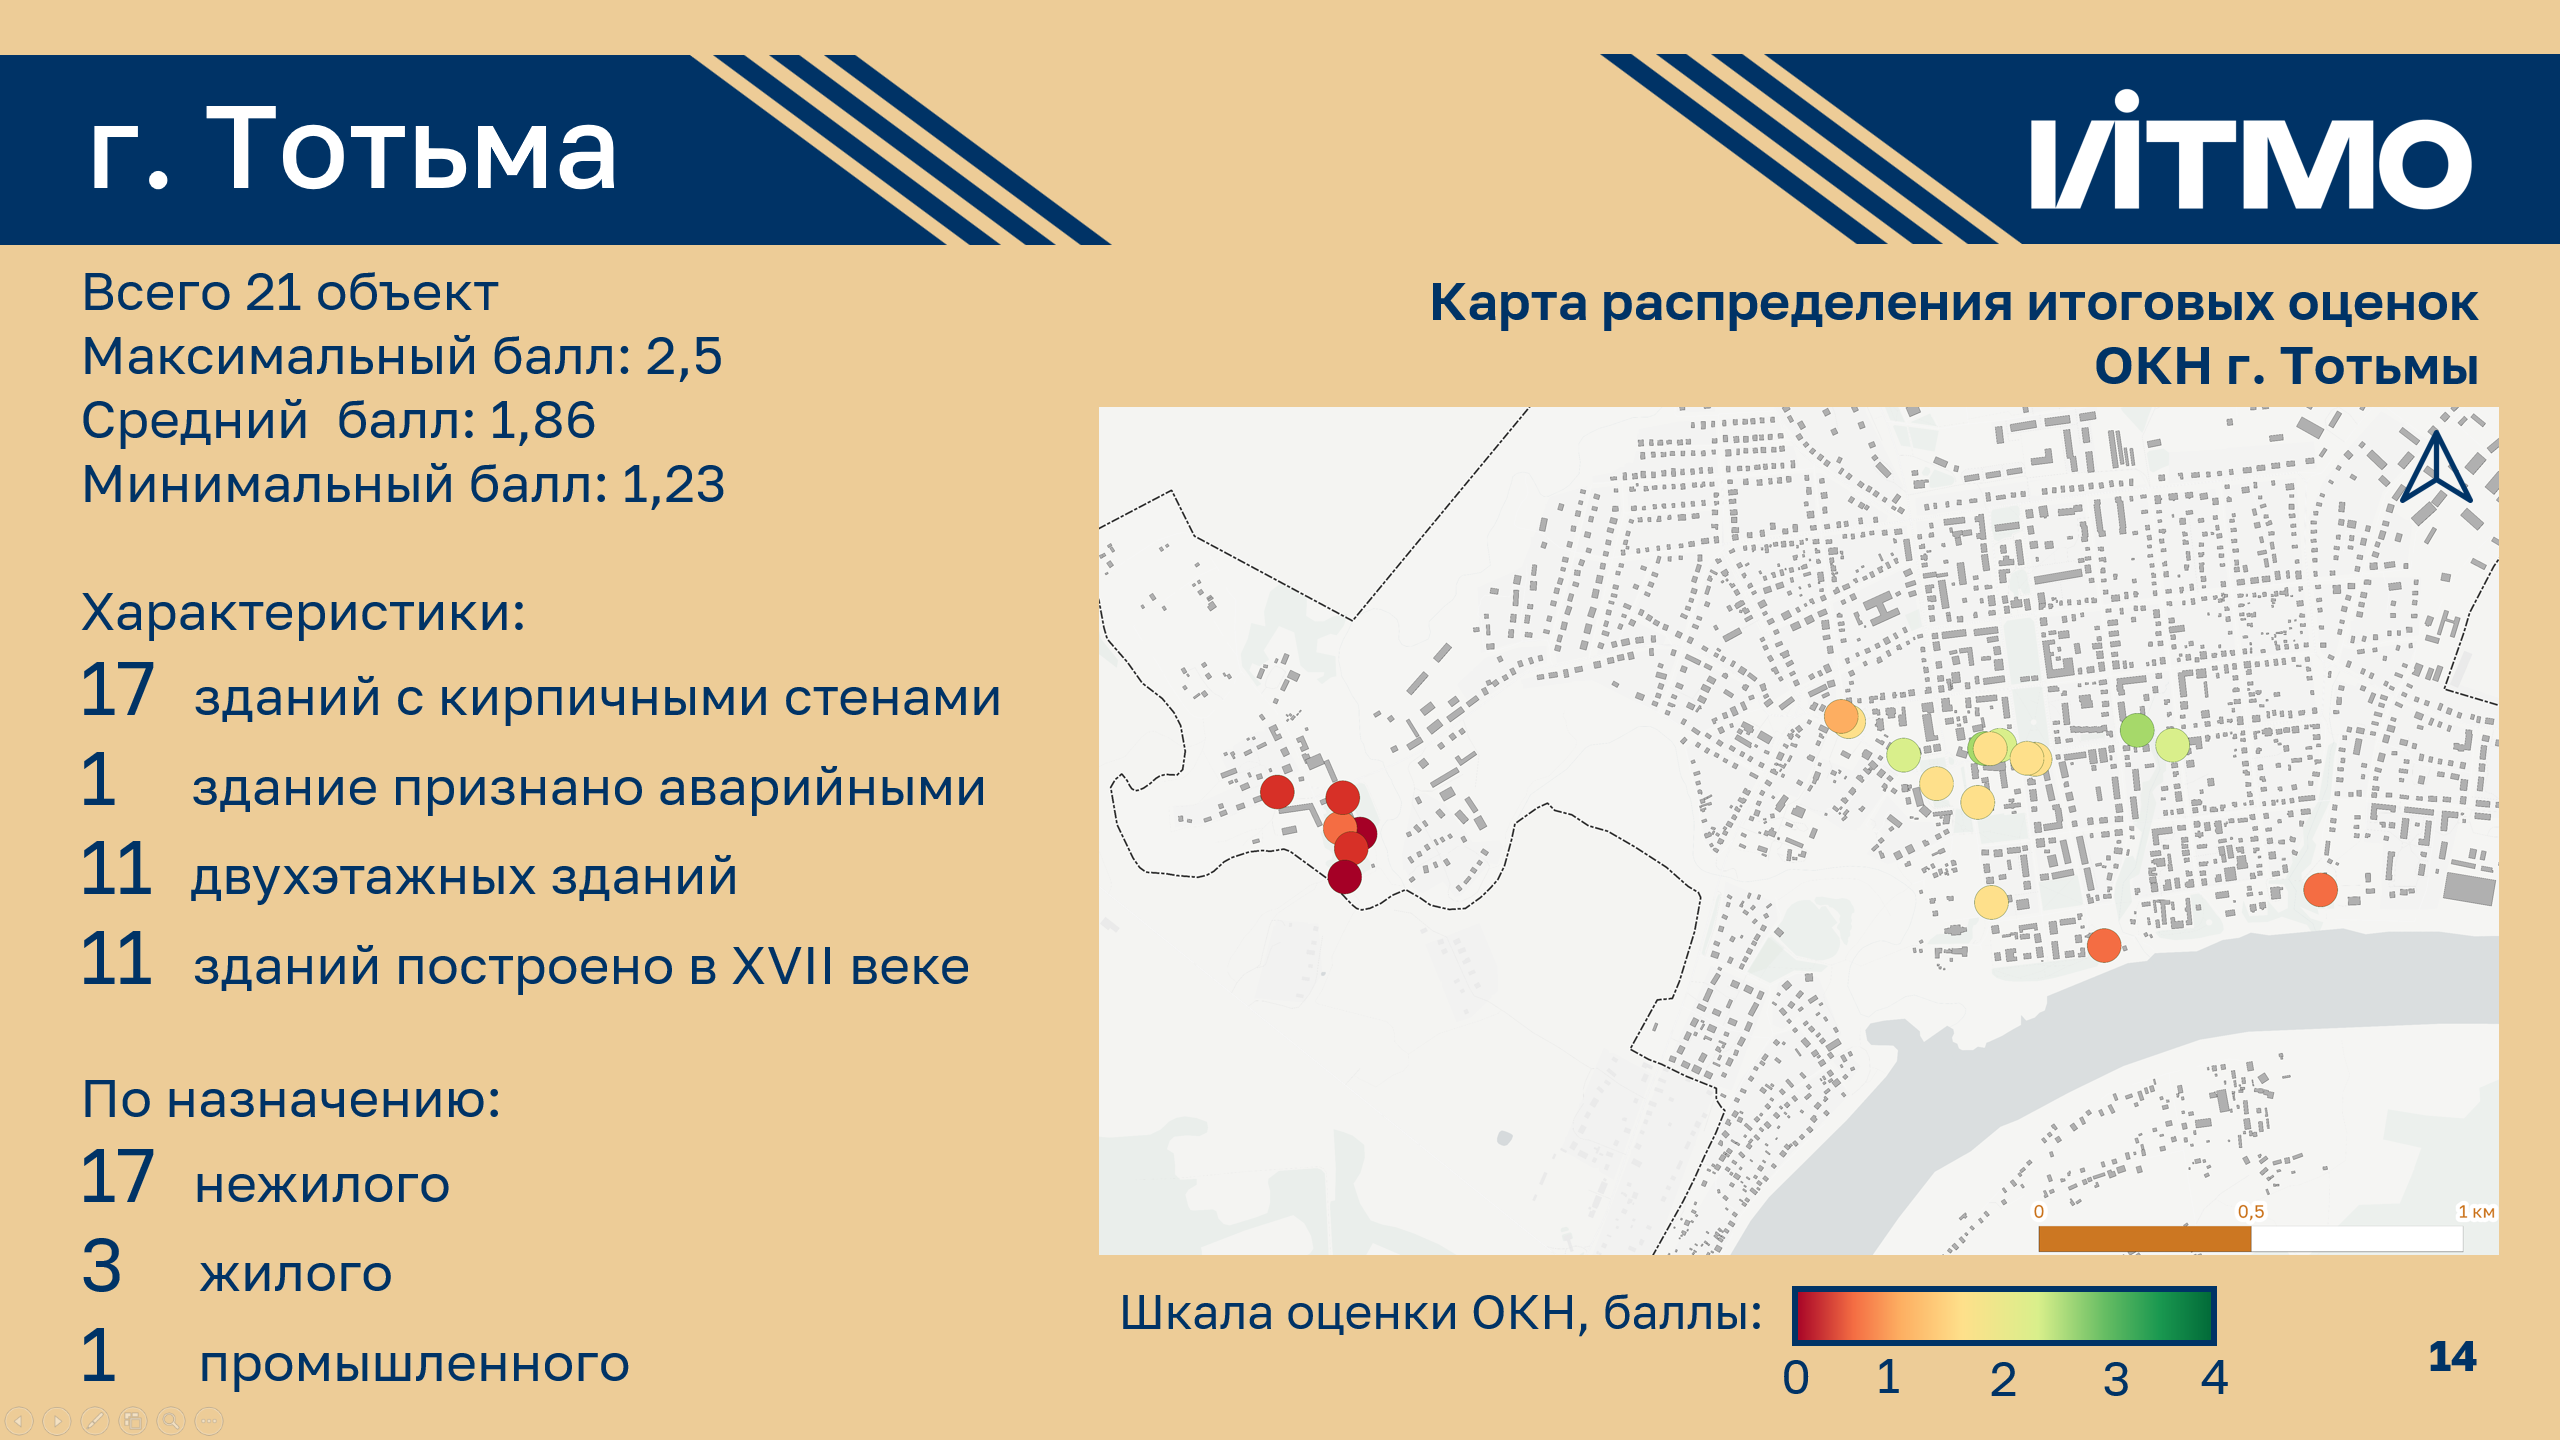 г. Тотьма
ИТМО
Всего 21 объект
Максимальный балл: 2,5
Средний балл: 1,86
Минимальный балл: 1,23
Характеристики:
17 зданий с кирпичными стенами
1 здание признано аварийными
11 двухэтажных зданий
11 зданий построено в XVII веке
По назначению:
17 нежилого
3 жилого
1 промышленного
Карта распределения итоговых оценок
ОКН г. Тотьмы
0 0,5 1 км
Шкала оценки ОКН, баллы:
0 1 2 3 4
14